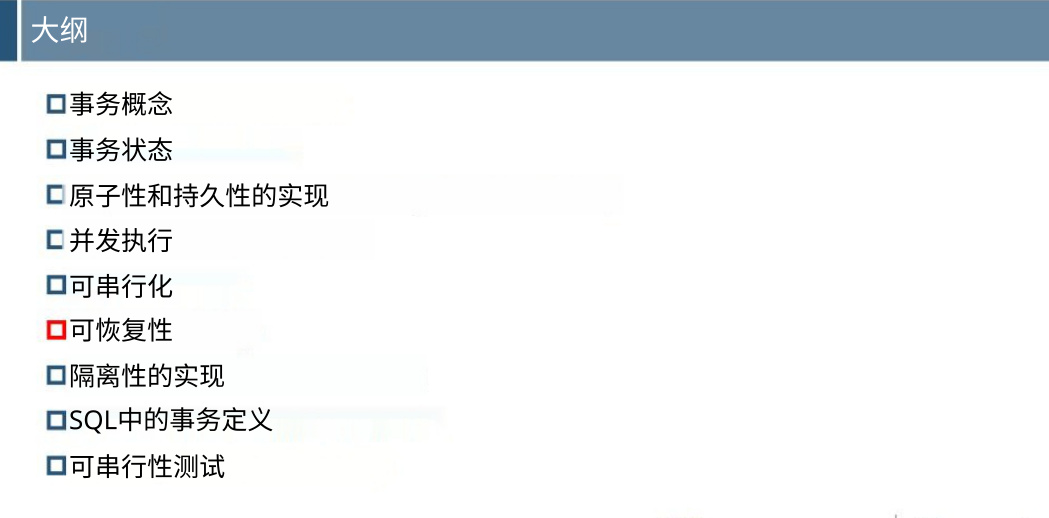 大纲
事务概念
事务状态
原子性和持久性的实现
并发执行
可串行化
可恢复性
隔离性的实现
SQL中的事务定义
可串行性测试